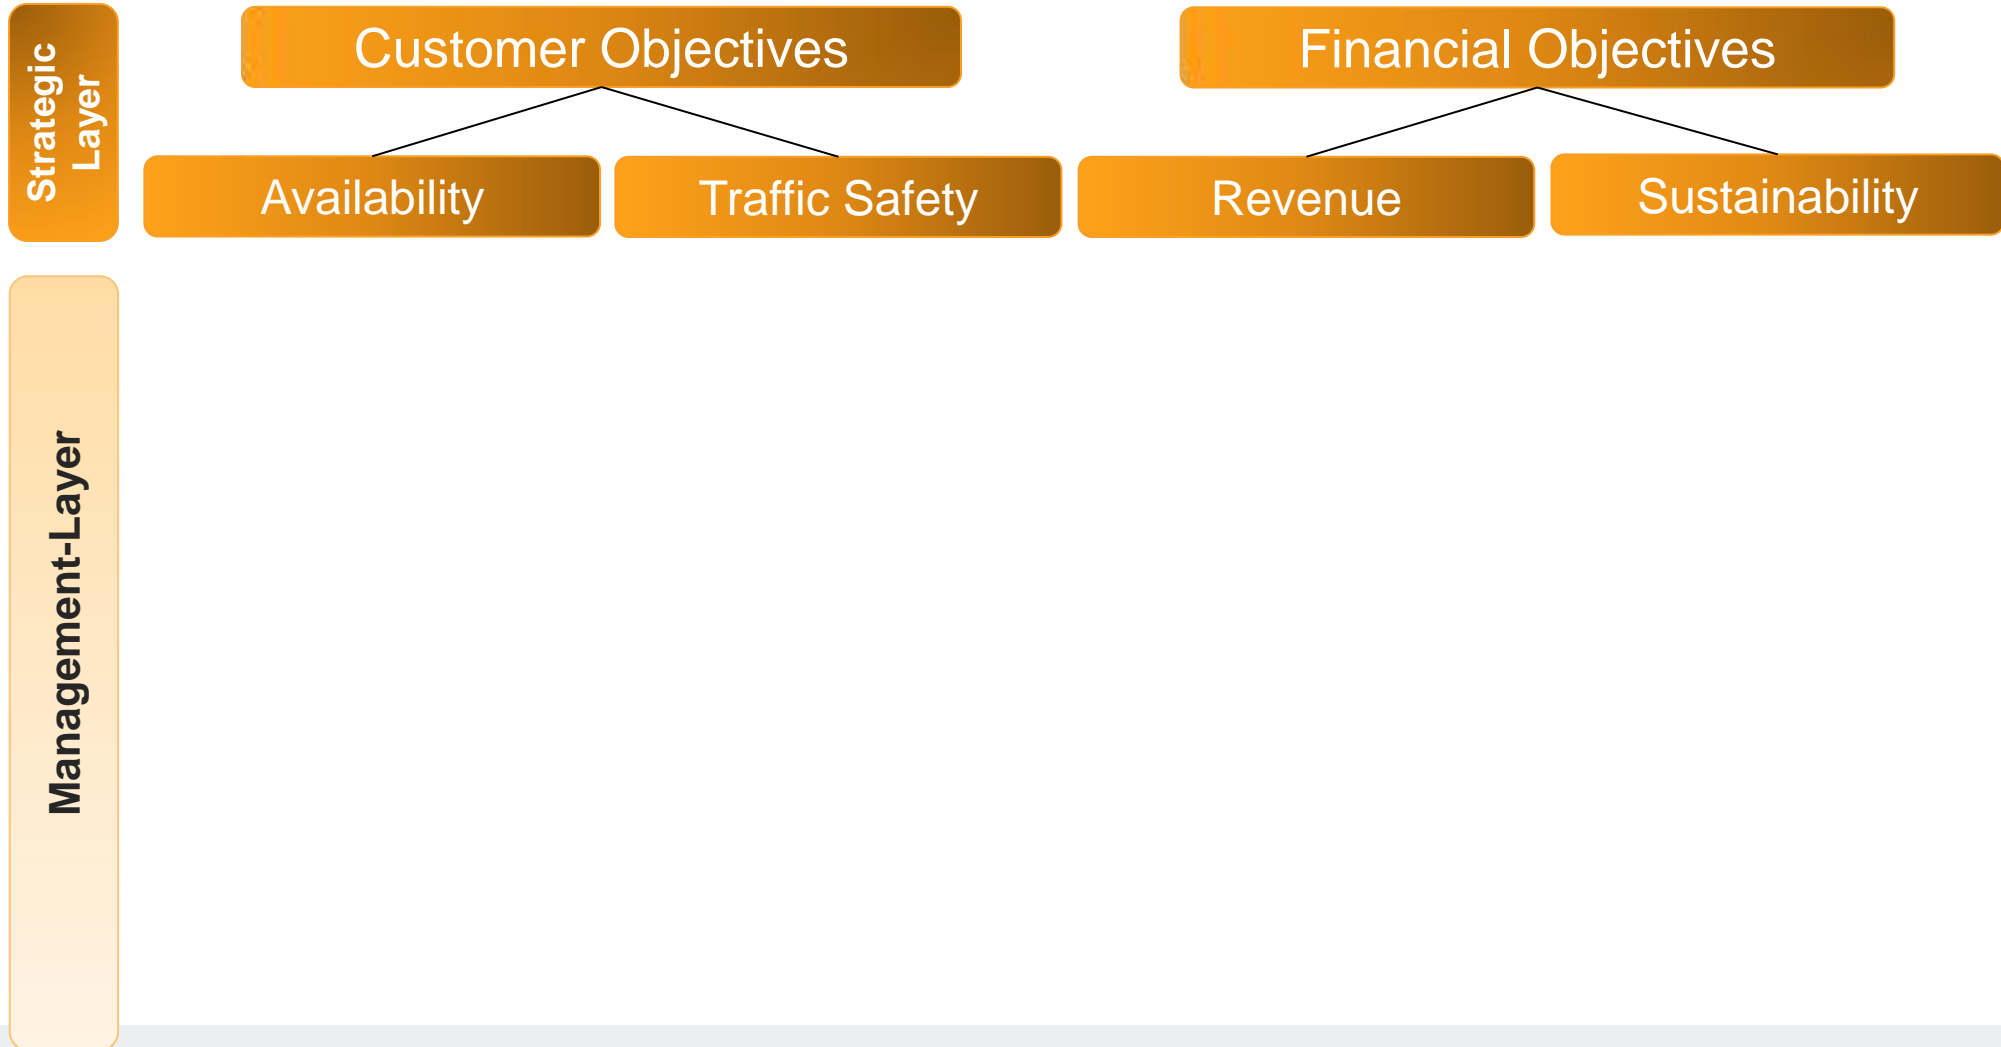 Strategic
Layer
Customer Objectives
Financial Objectives
Availability
Traffic Safety
Revenue
Sustainability
Management-Layer